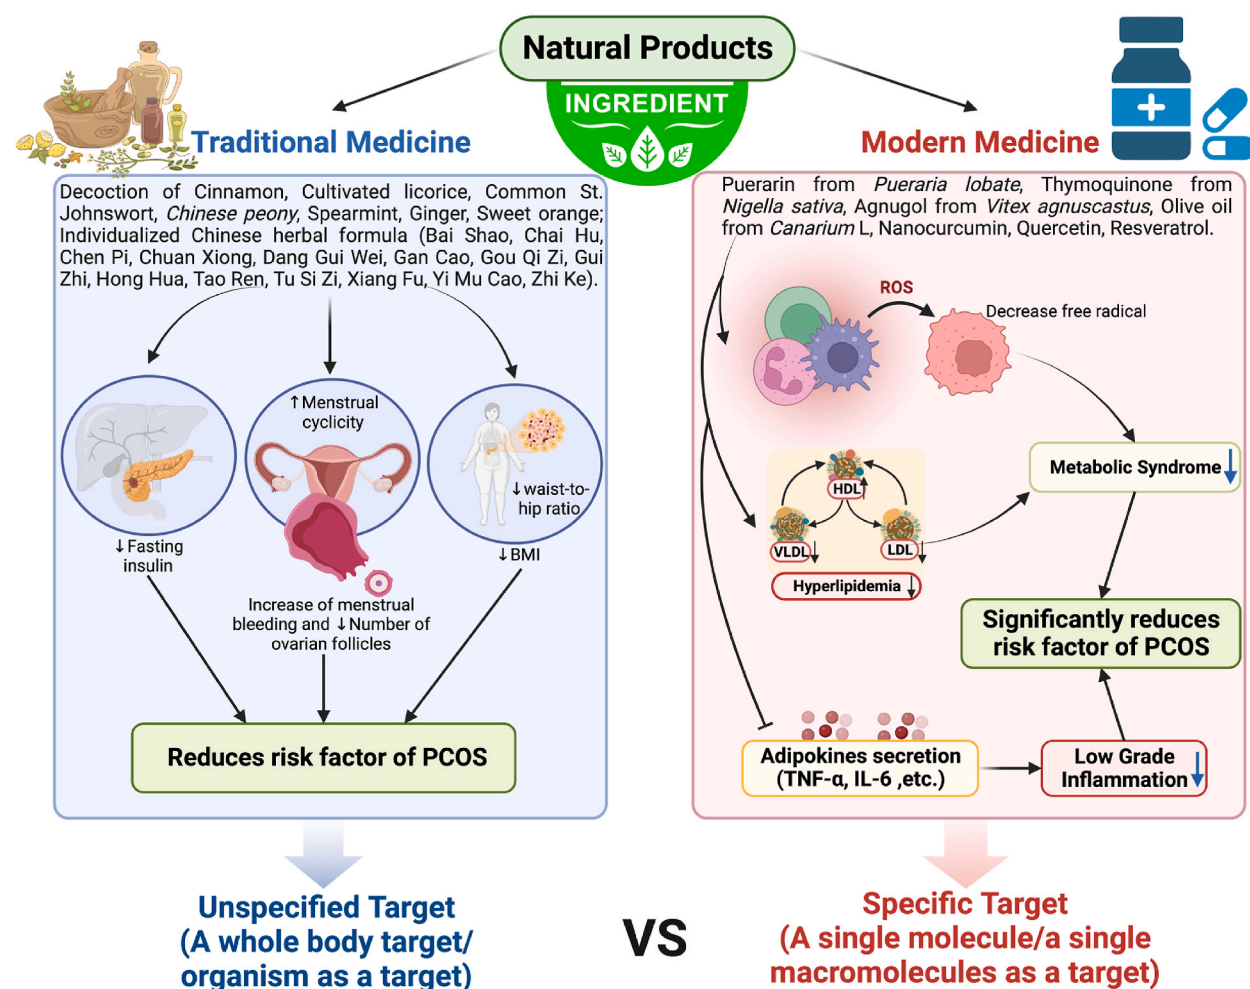 Natural Products
INGREDIENT
Traditional Medicine
Decoction of Cinnamon, Cultivated licorice, Common St.
Johnswort, Chinese peony, Spearmint, Ginger, Sweet orange;
Individualized Chinese herbal formula (Bai Shao, Chai Hu,
Chen Pi, Chuan Xiong, Dang Gui Wei, Gan Cao, Gou Qi Zi, Gui
Zhi, Hong Hua, Tao Ren, Tu Si Zi, Xiang Fu, Yi Mu Cao, Zhi Ke).
↑Menstrual
cyclicity
↓waist-to-
hip ratio
↓Fasting
insulin
↓BMI
Increase of menstrual
bleeding and ↓Number of
ovarian follicles
Reduces risk factor of PCOS
Unspecified Target
(A whole body target/
organism as a target)
VS
Modern Medicine
Puerarin from Pueraria lobate, Thymoquinone from
Nigella sativa, Agnugol from Vitex agnuscastus, Olive oil
from Canarium L, Nanocurcumin, Quercetin, Resveratrol.
ROS
Decrease free radical
Metabolic Syndrome↓
HDL↑
VLDL↓
LDL↓
Hyperlipidemia ↓
Significantly reduces
risk factor of PCOS
Adipokines secretion
(TNF-α, IL-6 ,etc.)
Low Grade
Inflammation↓
Specific Target
(A single molecule/a single
macromolecules as a target)